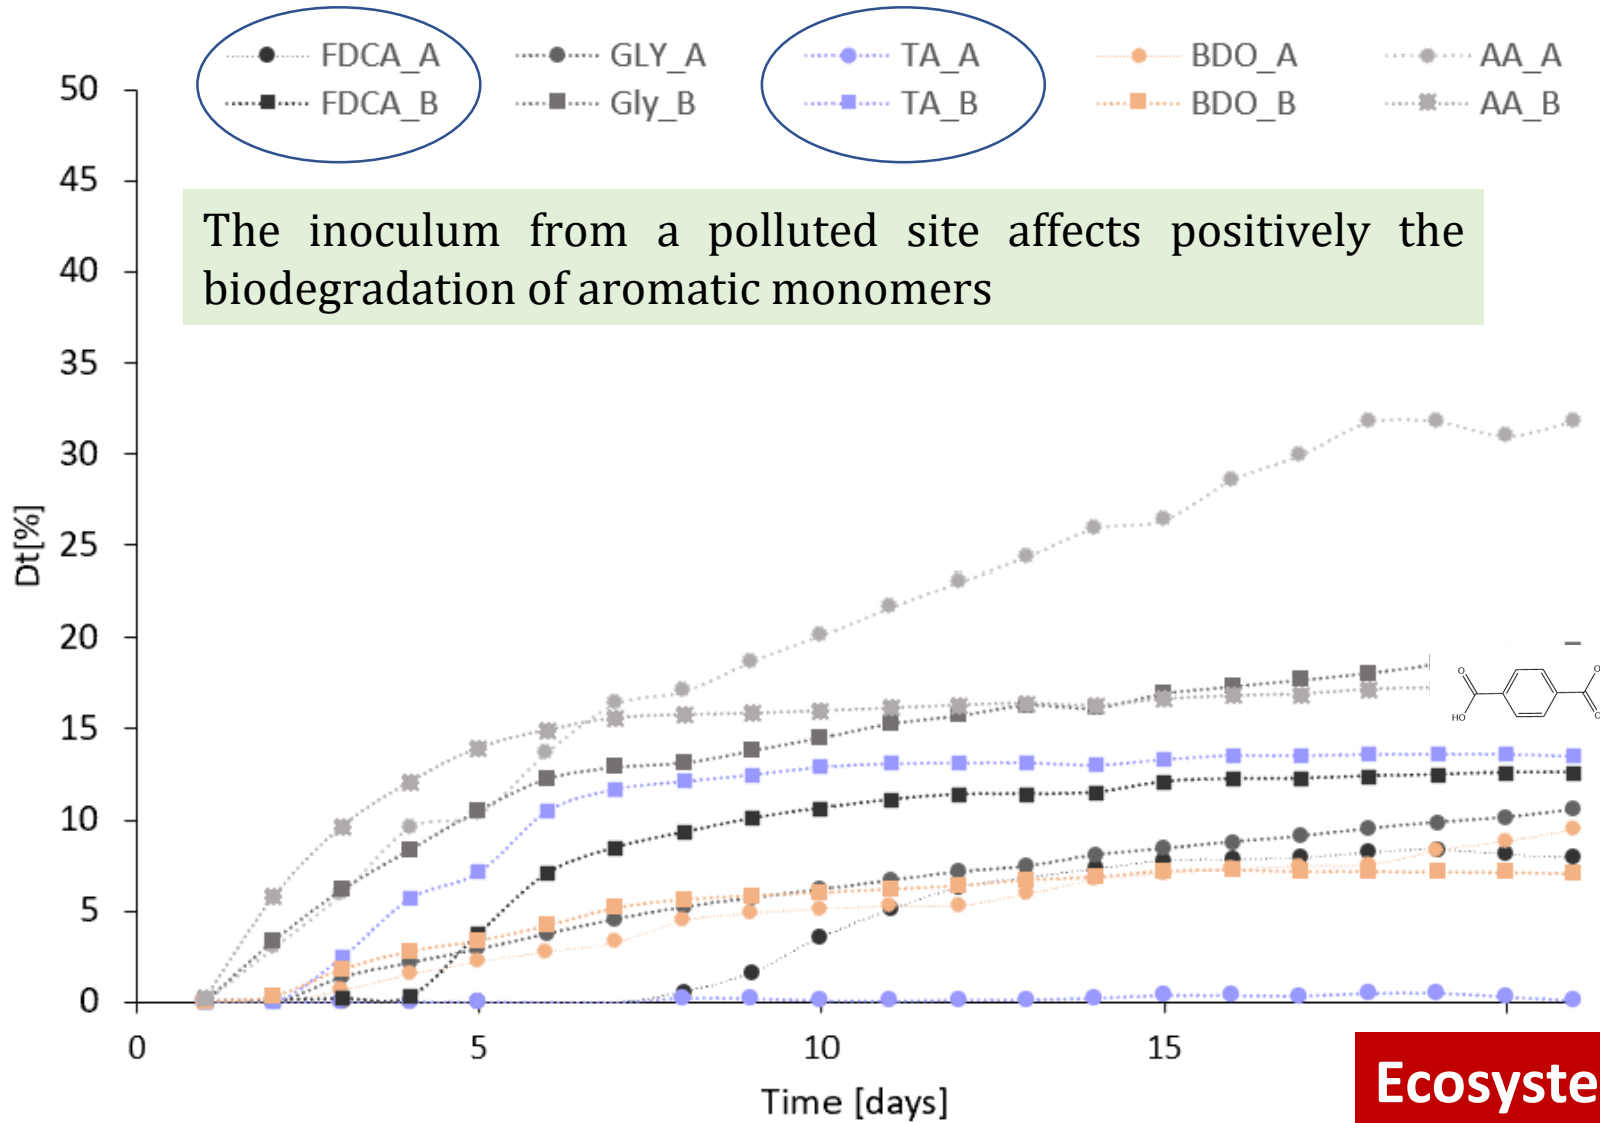 FDCA_A GLY_A TA_A BDO_A AA_A
FDCA_B Gly_B TA_B BDO_B AA_B
The inoculum from a polluted site affects positively the
biodegradation of aromatic monomers
50
45
40
35
30
25
20
15
10
5
0
Dt[%]
0 5 10 15
Time [days]
O
HO
O
O
Ecosyste